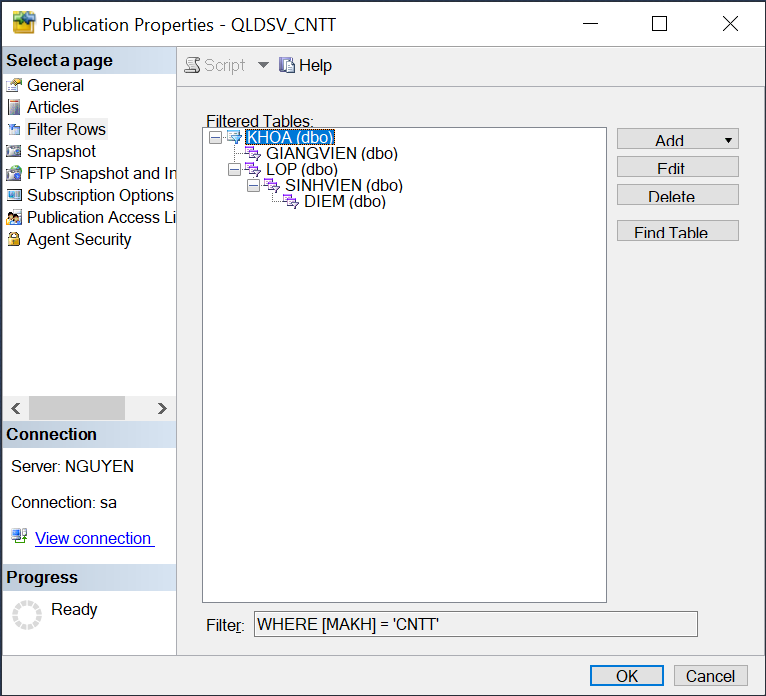 Publication Properties - QLDSV_CNTT
Select a page
General
Articles
Filter Rows
Snapshot
FTP Snapshot and In
Subscription Options
Publication Access Li
Agent Security
Connection
Server: NGUYEN
Connection: sa
View connection
Progress
Ready
Script
Help
Filtered Tables:
KHOA (dbo)
GIANGVIEN (dbo)
LOP (dbo)
SINHVIEN (dbo)
DIEM (dbo)
Add
Edit
Delete
Find Table
Filter: WHERE [MAKH] = 'CNTT'
OK
Cancel